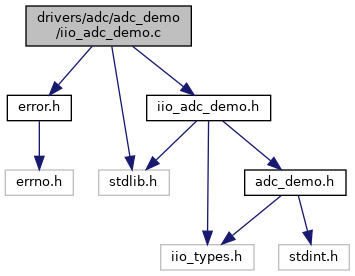 drivers/adc/adc_demo
/iio_adc_demo.c
error.h
iio_adc_demo.h
errno.h
stdlib.h
adc_demo.h
iio_types.h
stdint.h